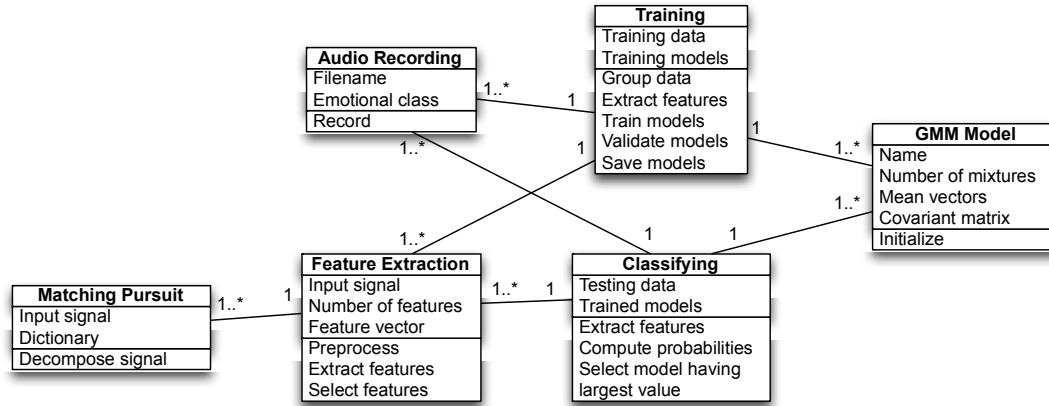 Training
Training data
Training models
Group data
Extract features
Train models
Validate models
Save models
Audio Recording
Filename
Emotional class
Record
1..*
1
1..*
1
1
1..*
GMM Model
Name
Number of mixtures
Mean vectors
Covariant matrix
Initialize
1..*
1..*
1
1
Feature Extraction
Input signal
Number of features
Feature vector
Preprocess
Extract features
Select features
Classifying
Testing data
Trained models
Extract features
Compute probabilities
Select model having
largest value
Matching Pursuit
Input signal
Dictionary
Decompose signal
1..*
1
1..*
1